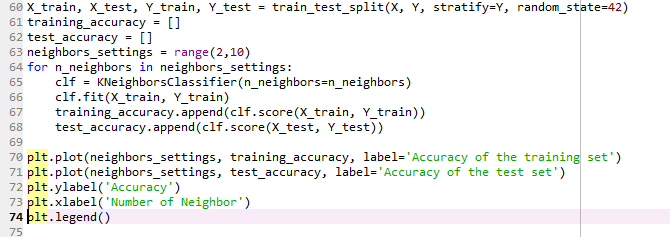 60 X_train, X_test, Y_train, Y_test = train_test_split(X, Y, stratify=Y, random_state=42)
61 training_accuracy = []
62 test_accuracy = []
63 neighbors_settings = range(2,10)
64 for n_neighbors in neighbors_settings:
65     clf = KNeighborsClassifier(n_neighbors=n_neighbors)
66     clf.fit(X_train, Y_train)
67     training_accuracy.append(clf.score(X_train, Y_train))
68     test_accuracy.append(clf.score(X_test, Y_test))
69
70 plt.plot(neighbors_settings, training_accuracy, label='Accuracy of the training set')
71 plt.plot(neighbors_settings, test_accuracy, label='Accuracy of the test set')
72 plt.ylabel('Accuracy')
73 plt.xlabel('Number of Neighbor')
74 plt.legend()
75